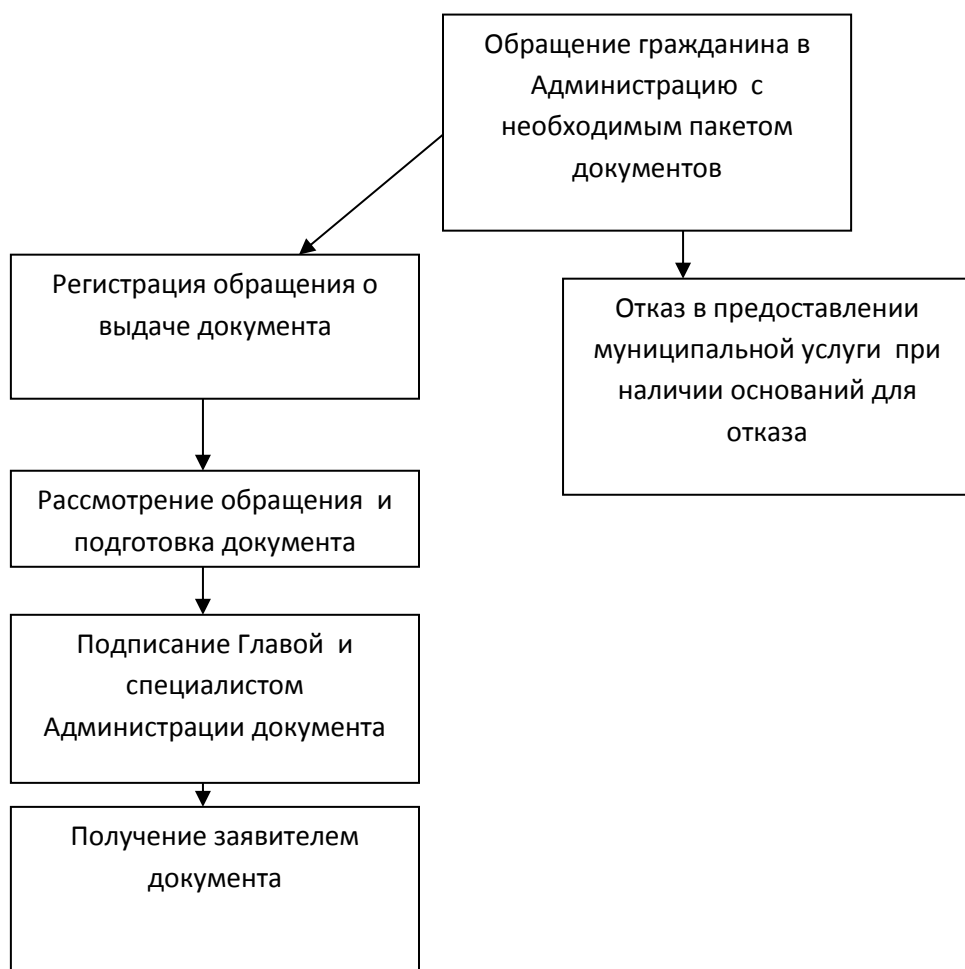 Обращение гражданина в
Администрацию  с
необходимым пакетом
документов
Регистрация обращения о
выдаче документа
Отказ в предоставлении
муниципальной услуги  при
наличии оснований для
отказа
Рассмотрение обращения  и
подготовка документа
Подписание Главой  и
специалистом
Администрации документа
Получение заявителем
документа